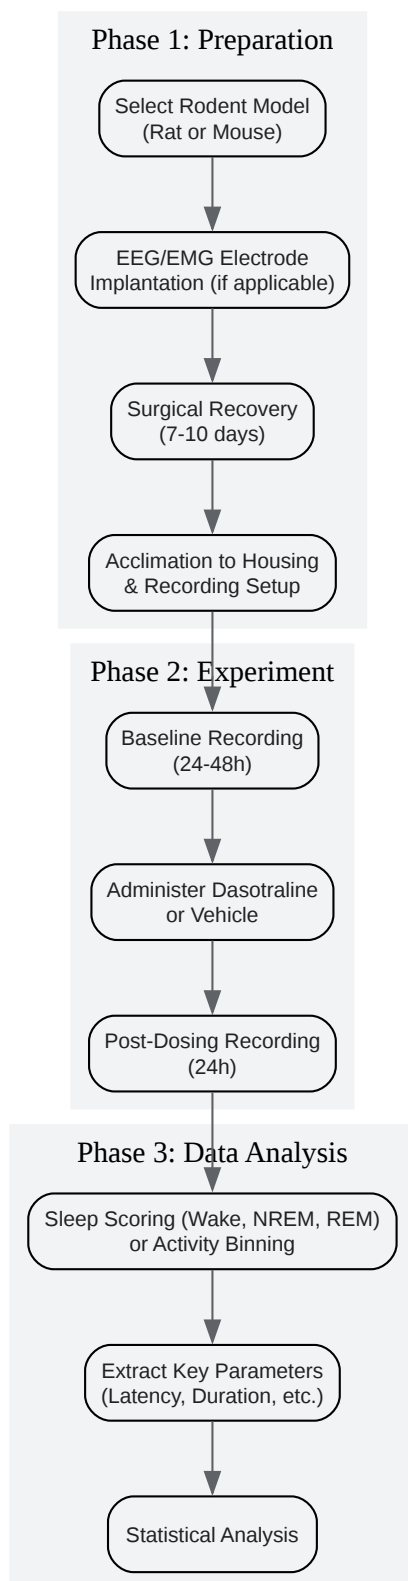 Phase 1: Preparation
Select Rodent Model
(Rat or Mouse)
EEG/EMG Electrode
Implantation (if applicable)
Surgical Recovery
(7-10 days)
Acclimation to Housing
& Recording Setup
Phase 2: Experiment
Baseline Recording
(24-48h)
Administer Dasotraline
or Vehicle
Post-Dosing Recording
(24h)
Phase 3: Data Analysis
Sleep Scoring (Wake, NREM, REM)
or Activity Binning
Extract Key Parameters
(Latency, Duration, etc.)
Statistical Analysis